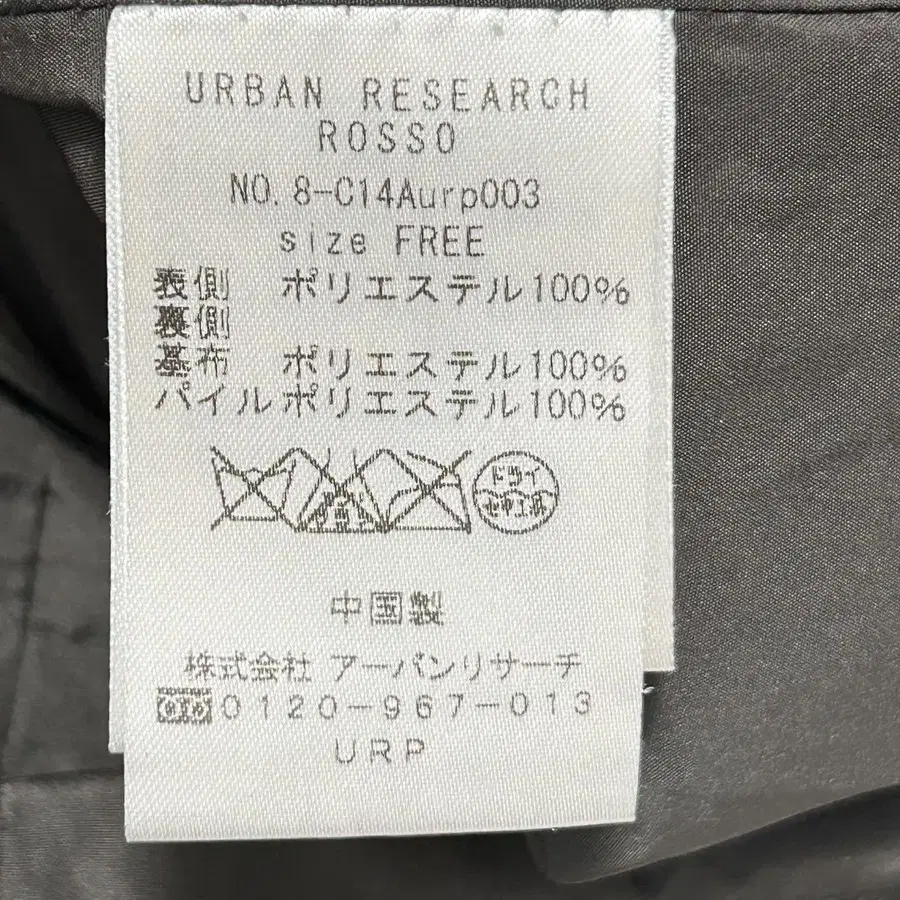 URBAN RESEARCH
ROSSO
NO. 8-C14Aurp003
size FREE
表側 ポリエステル100%
裏側
基布 ポリエステル100%
パイルポリエステル100%
ドライ
中国製
株式会社 アーバンリサーチ
0120-967-013
URP